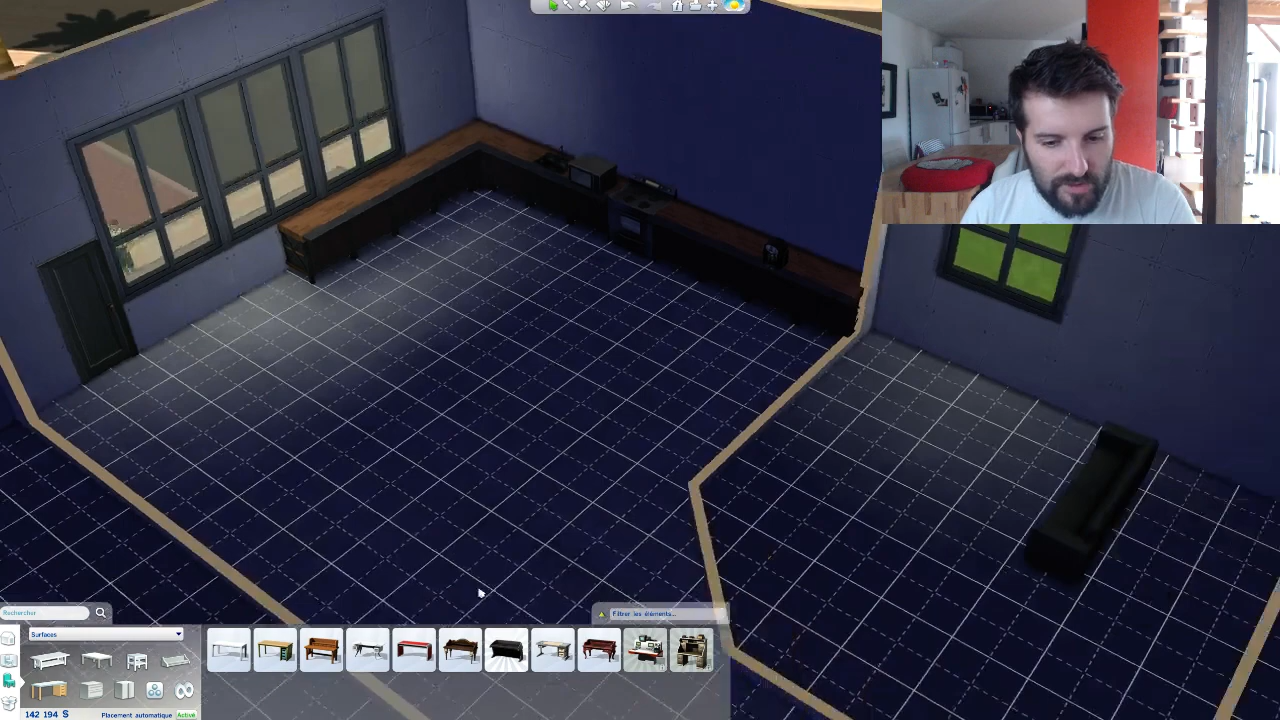 Rechercher
Filtrer les éléments...
Surfaces
142 194 S
Placement automatique
Activé